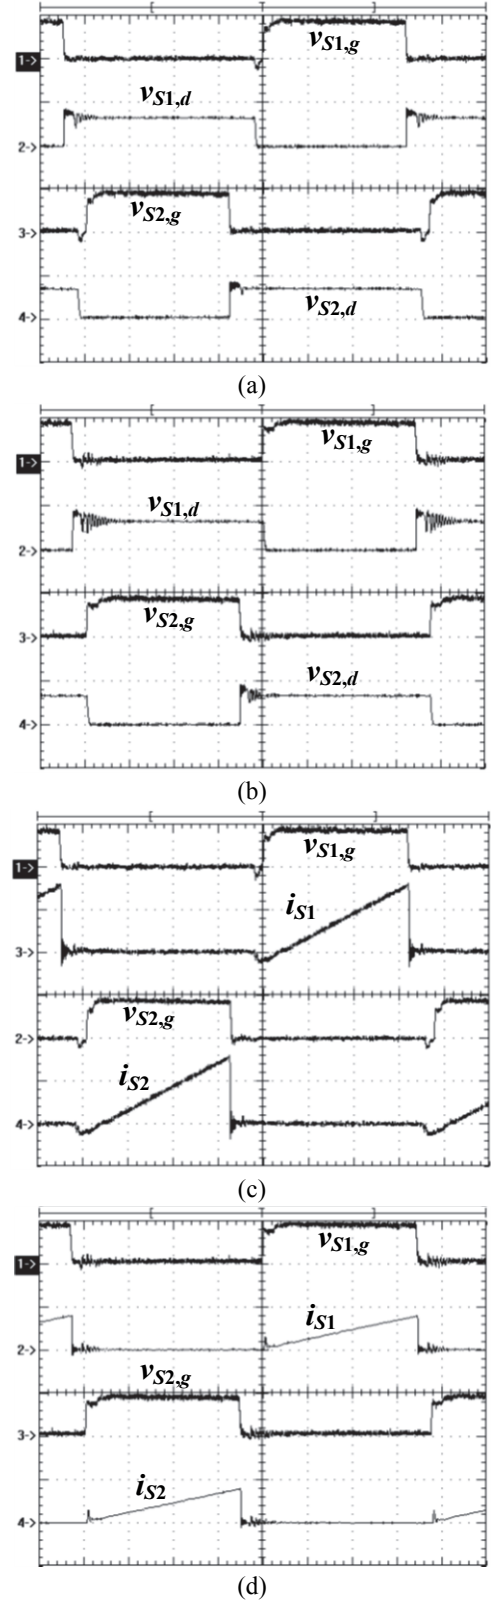 1->
vS1,g
vS1,d
2->
vS2,g
3->
vS2,d
4->
(a)
vS1,g
1->
vS1,d
2->
vS2,g
3->
vS2,d
4->
(b)
vS1,g
1->
iS1
3->
vS2,g
2->
iS2
4->
(c)
vS1,g
1->
iS1
2->
vS2,g
3->
iS2
4->
(d)